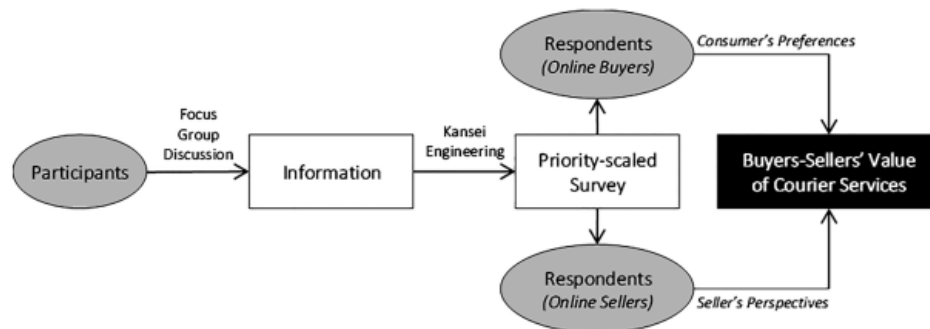 Participants
Focus
Group
Discussion
Information
Kansei
Engineering
Priority-scaled
Survey
Respondents
(Online Buyers)
Consumer's Preferences
Respondents
(Online Sellers)
Seller's Perspectives
Buyers-Sellers' Value
of Courier Services